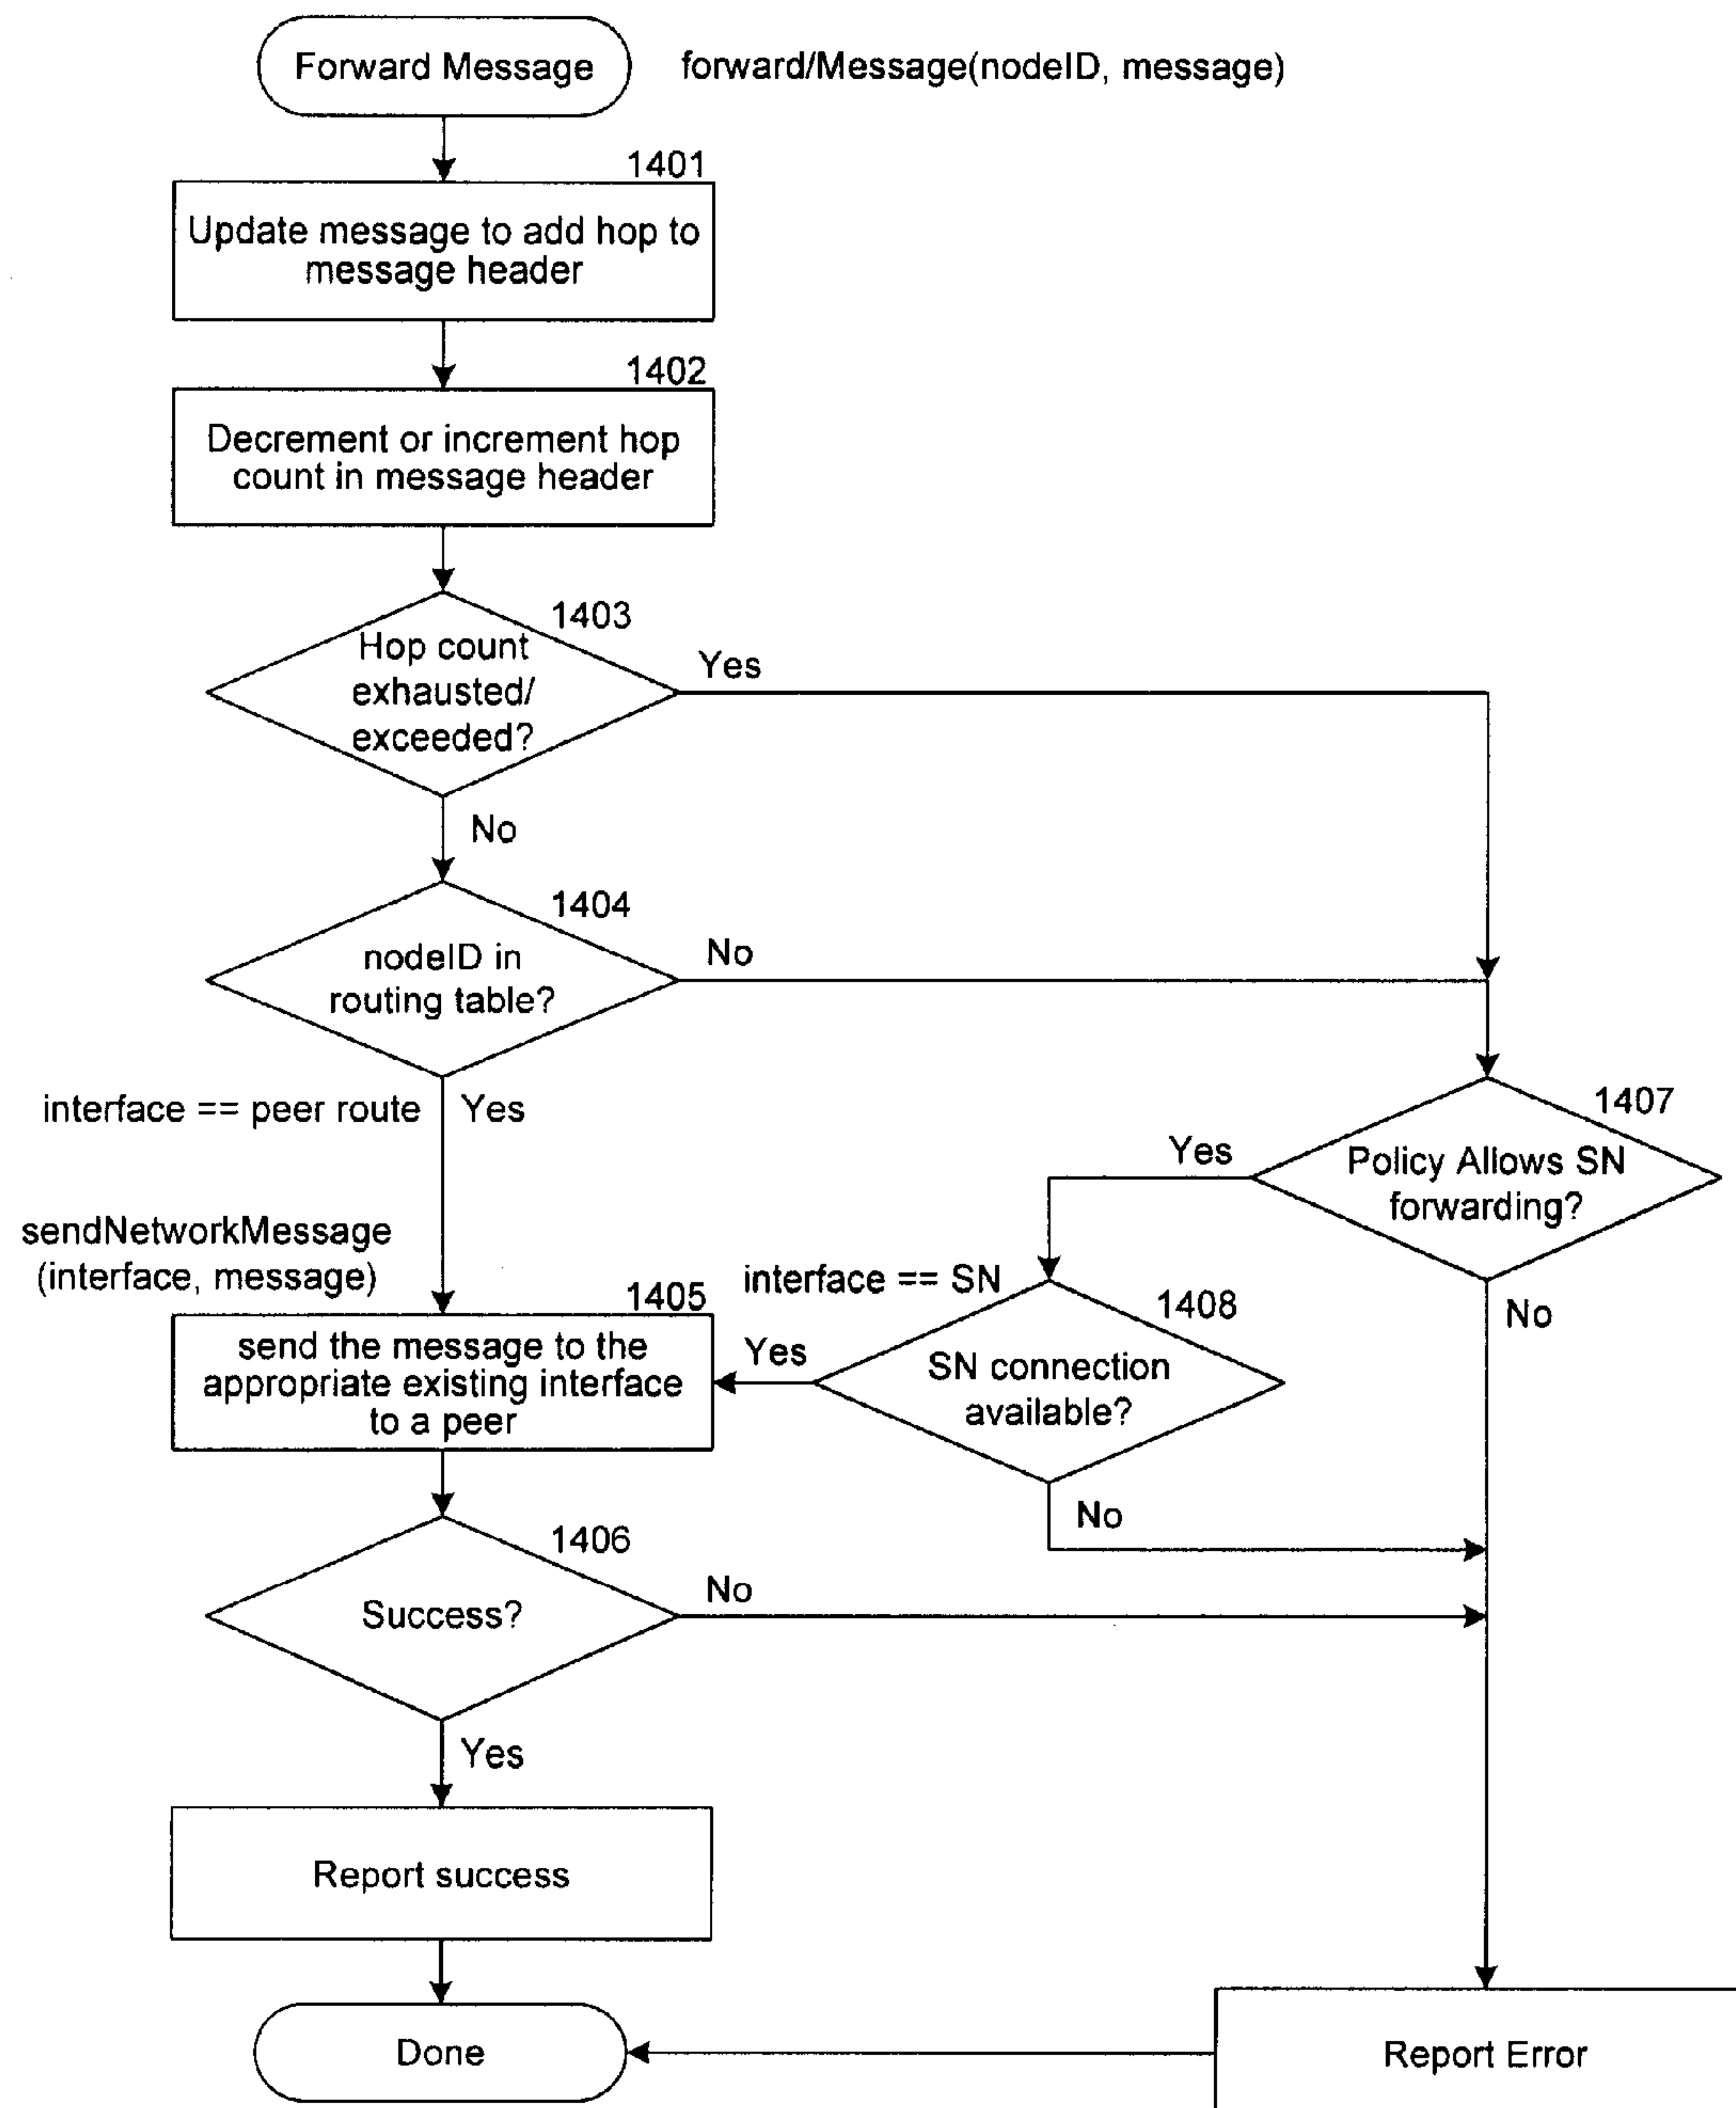 Forward Message
forward/Message(nodeID, message)
1401
Update message to add hop to
message header
1402
Decrement or increment hop
count in message header
1403
Hop count
exhausted/
exceeded?
Yes
No
1404
nodeID in
routing table?
No
interface == peer route
Yes
1407
Policy Allows SN
forwarding?
Yes
No
sendNetworkMessage
(interface, message)
interface == SN
1408
SN connection
available?
Yes
No
1405
send the message to the
appropriate existing interface
to a peer
1406
Success?
No
Yes
Report success
Done
Report Error